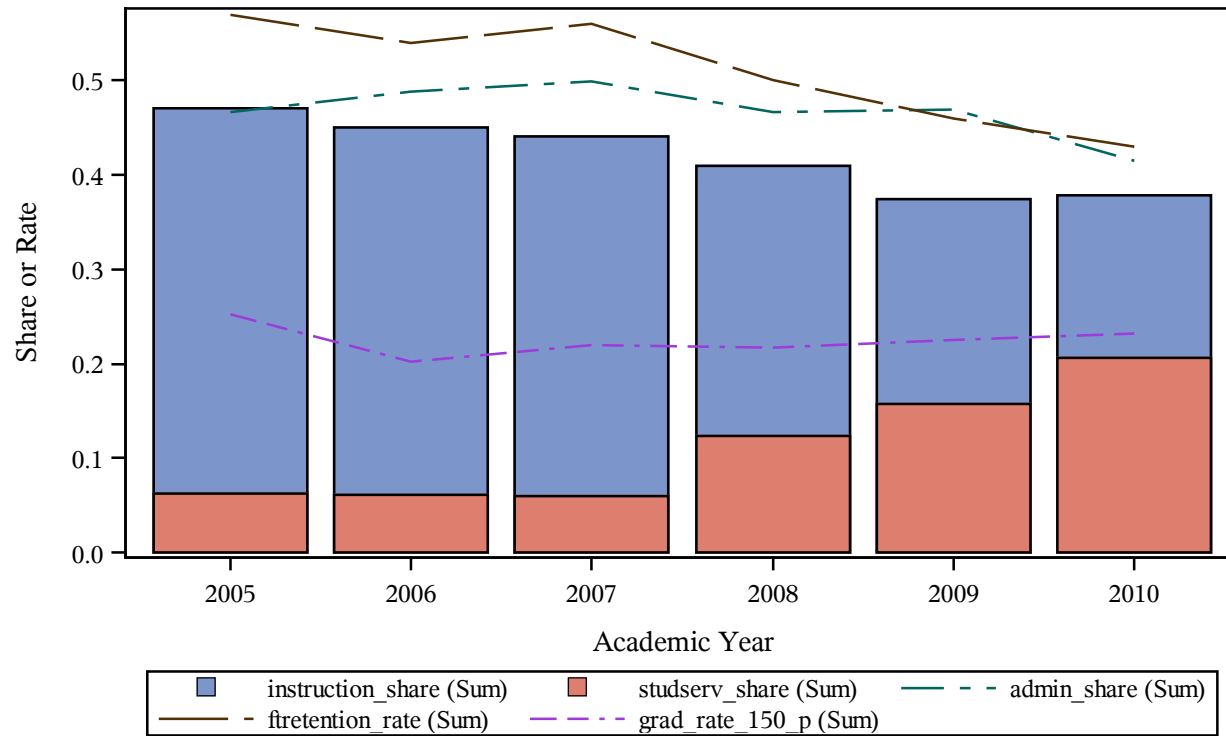 0.5
0.4
0.3
0.2
0.1
0.0
Share or Rate
2005 2006 2007 2008 2009 2010
Academic Year
instruction_share (Sum) studserv_share (Sum) admin_share (Sum)
ftretention_rate (Sum) grad_rate_150_p (Sum)